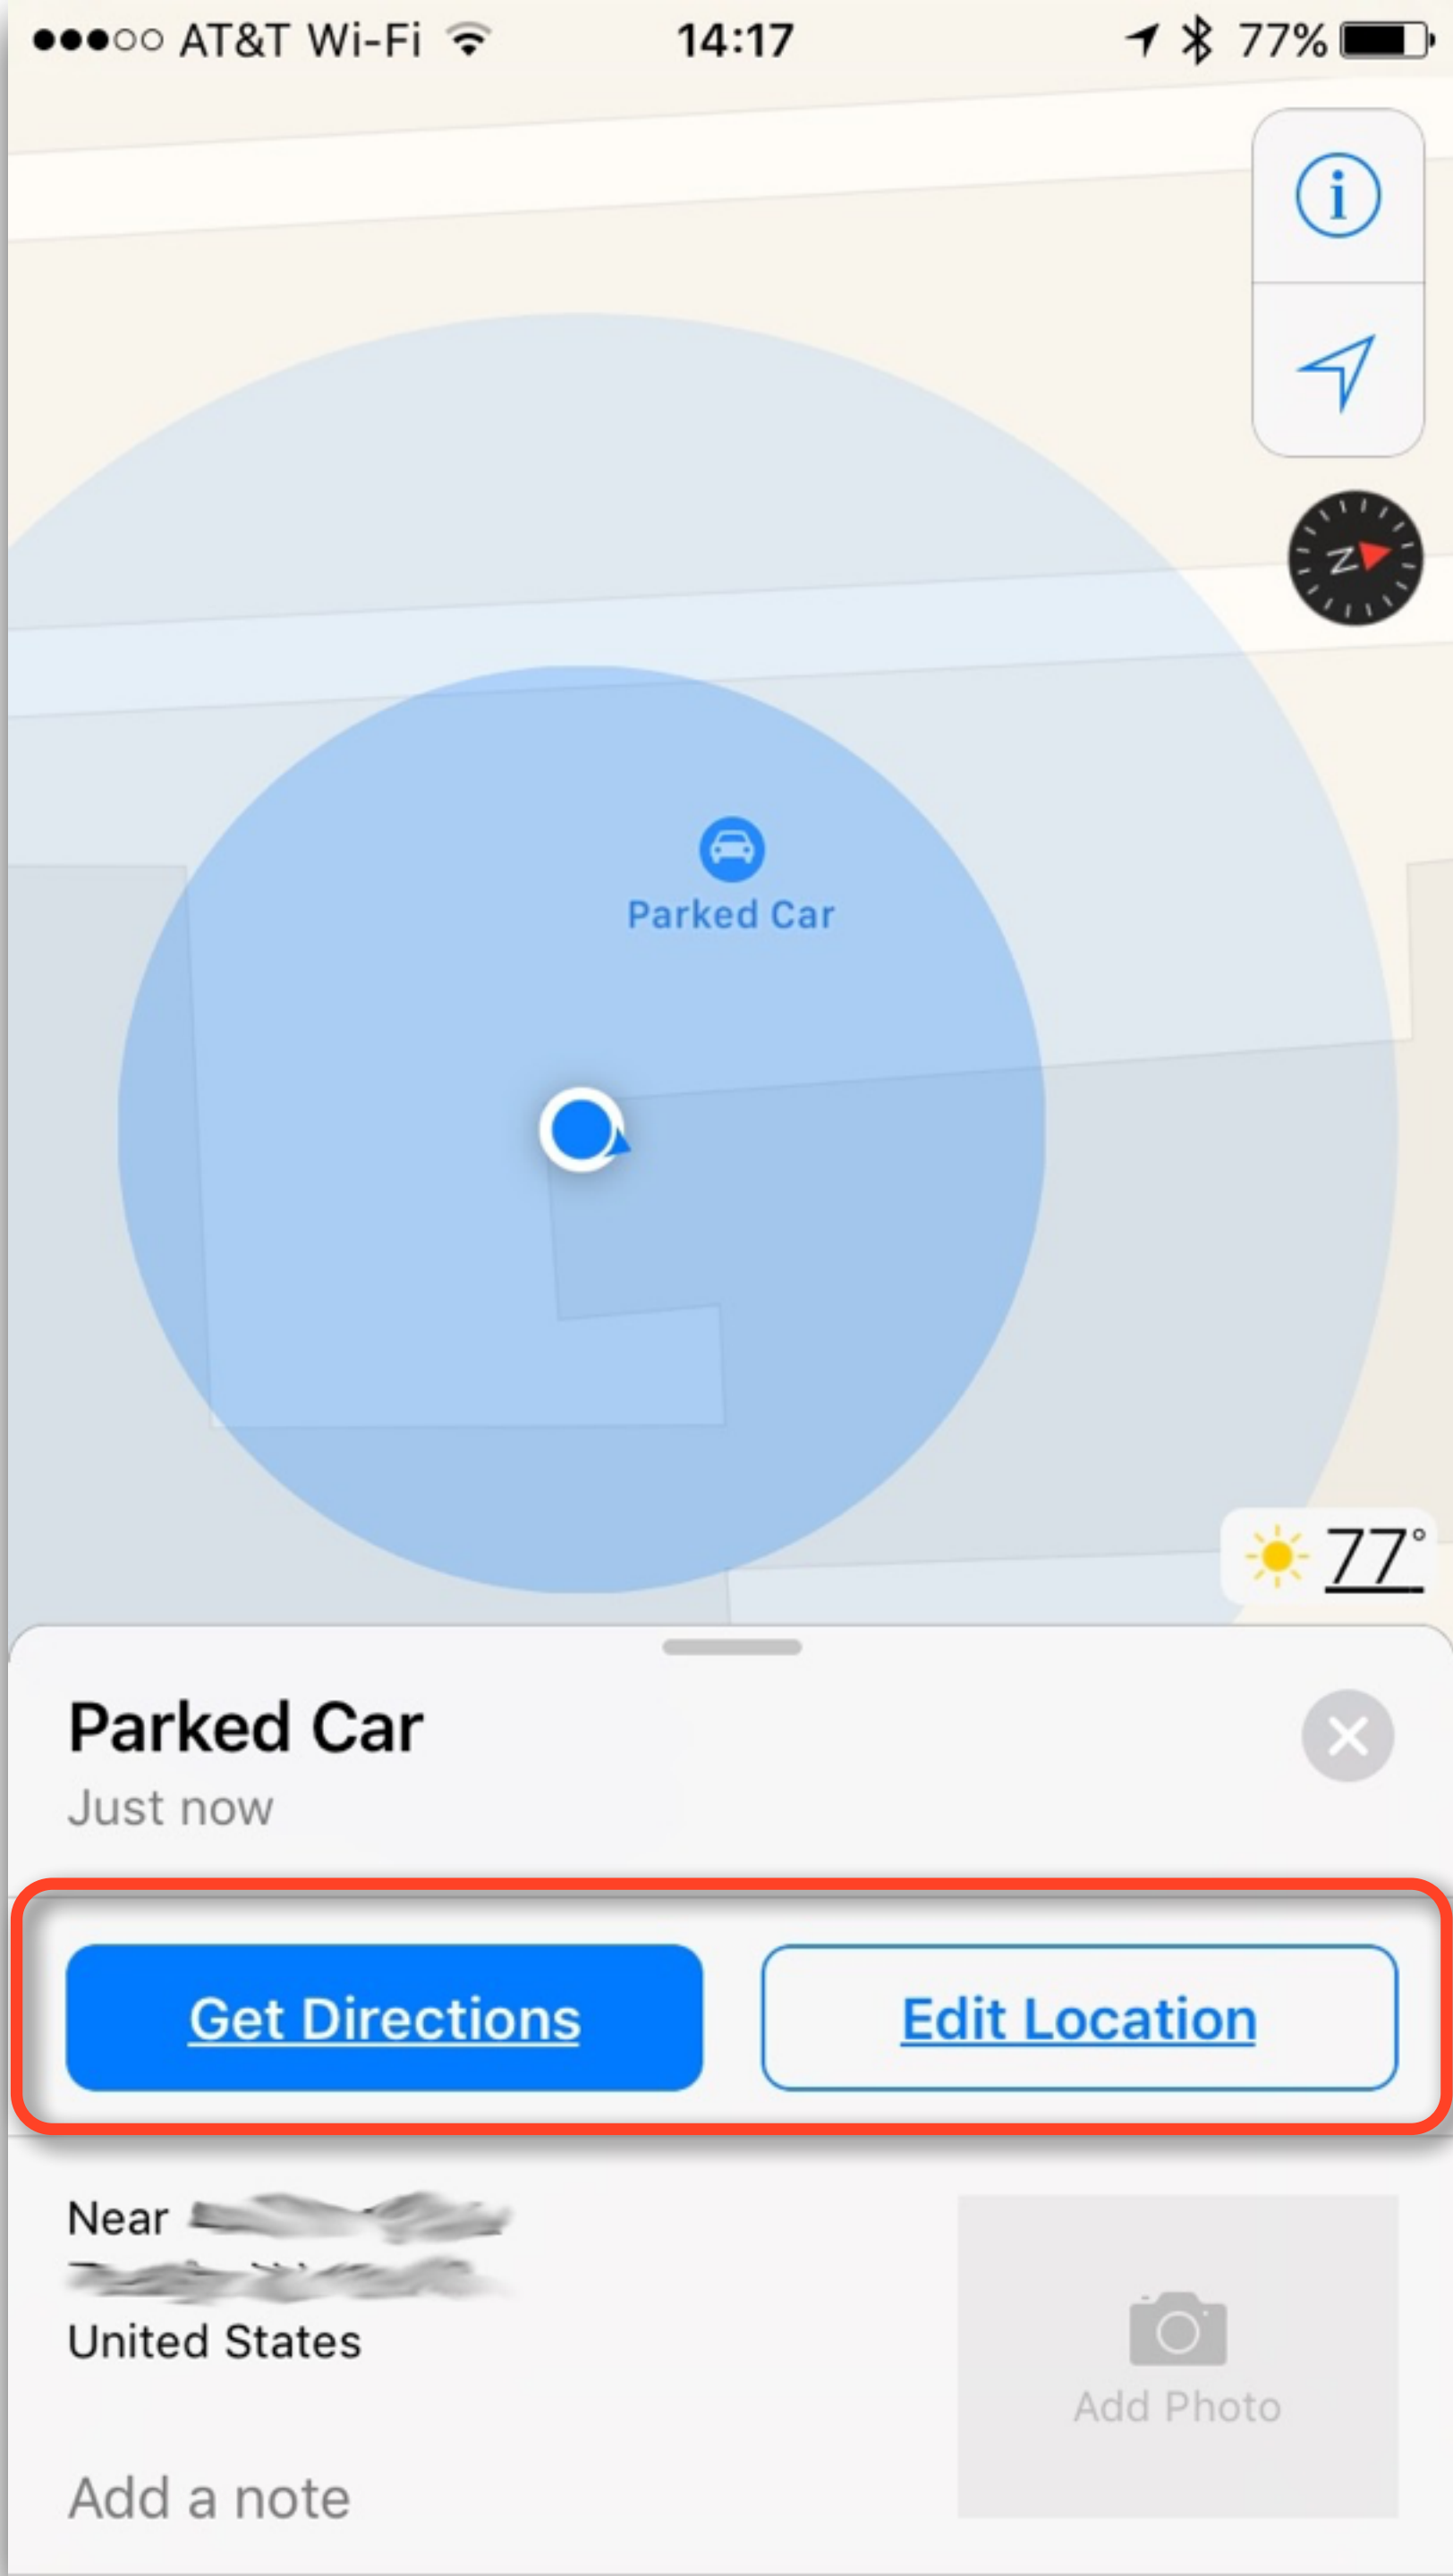 AT&T Wi-Fi 14:17 77%
i
N
Parked Car
77°
Parked Car
Just now
Get Directions
Edit Location
Near
United States
Add Photo
Add a note